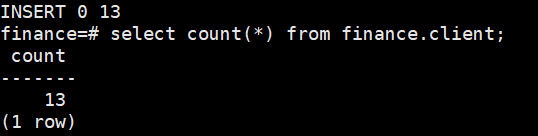 INSERT 0 13
finance=# select count(*) from finance.client;
count
-------
13
(1 row)